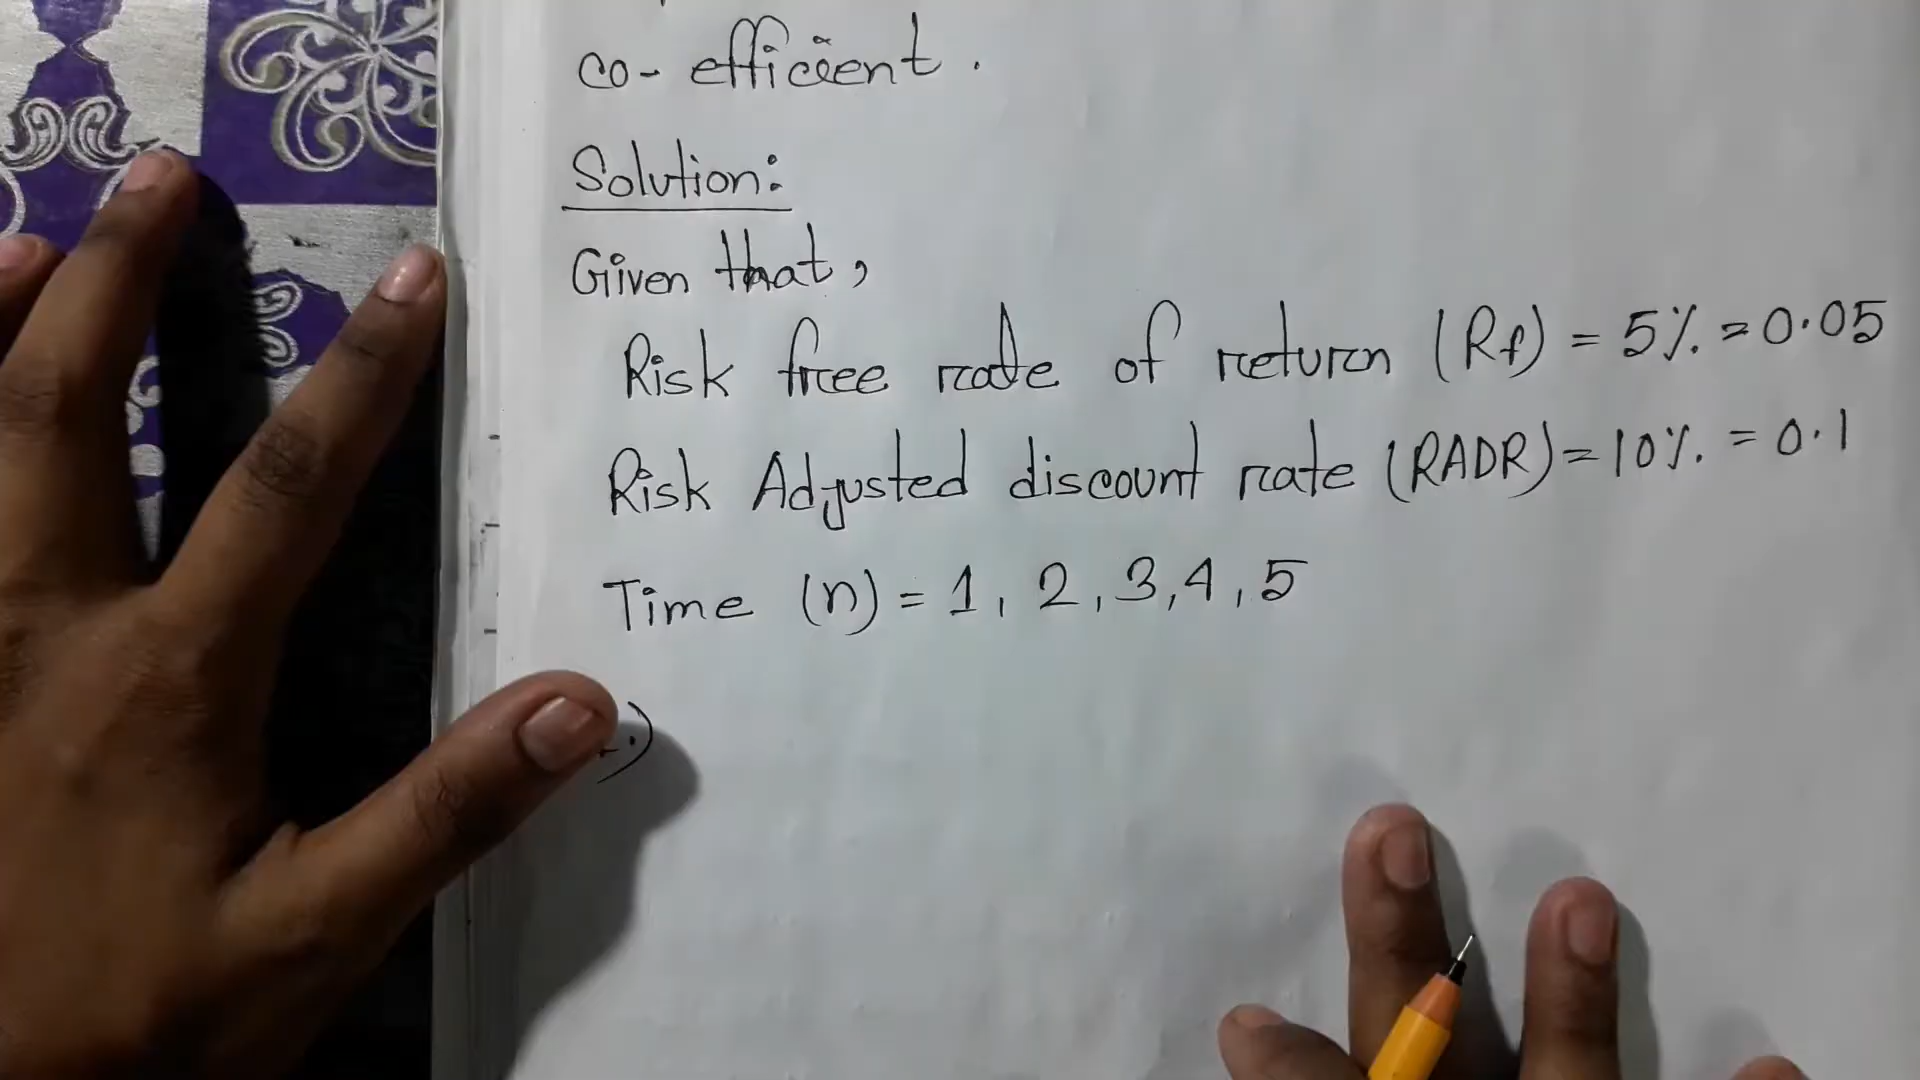 co-efficient.
Solution:
Given that,
Risk free rate of return (Rf) = 5% = 0.05
Risk Adjusted discount rate (RADR) = 10% = 0.1
Time (n) = 1, 2, 3, 4, 5